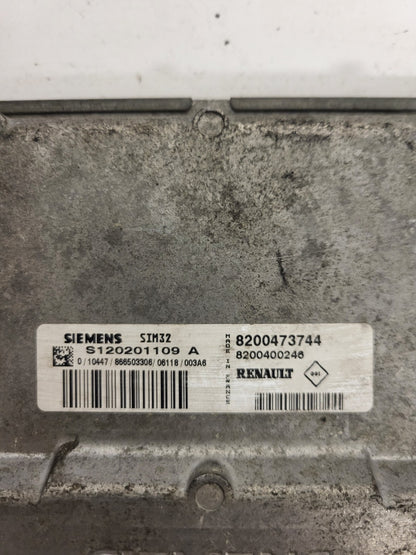 SIEMENS SIM32
S120201109 A
0/10447/866503306/06118/003A6
MADE IN FRANCE
8200473744
8200400246
RENAULT